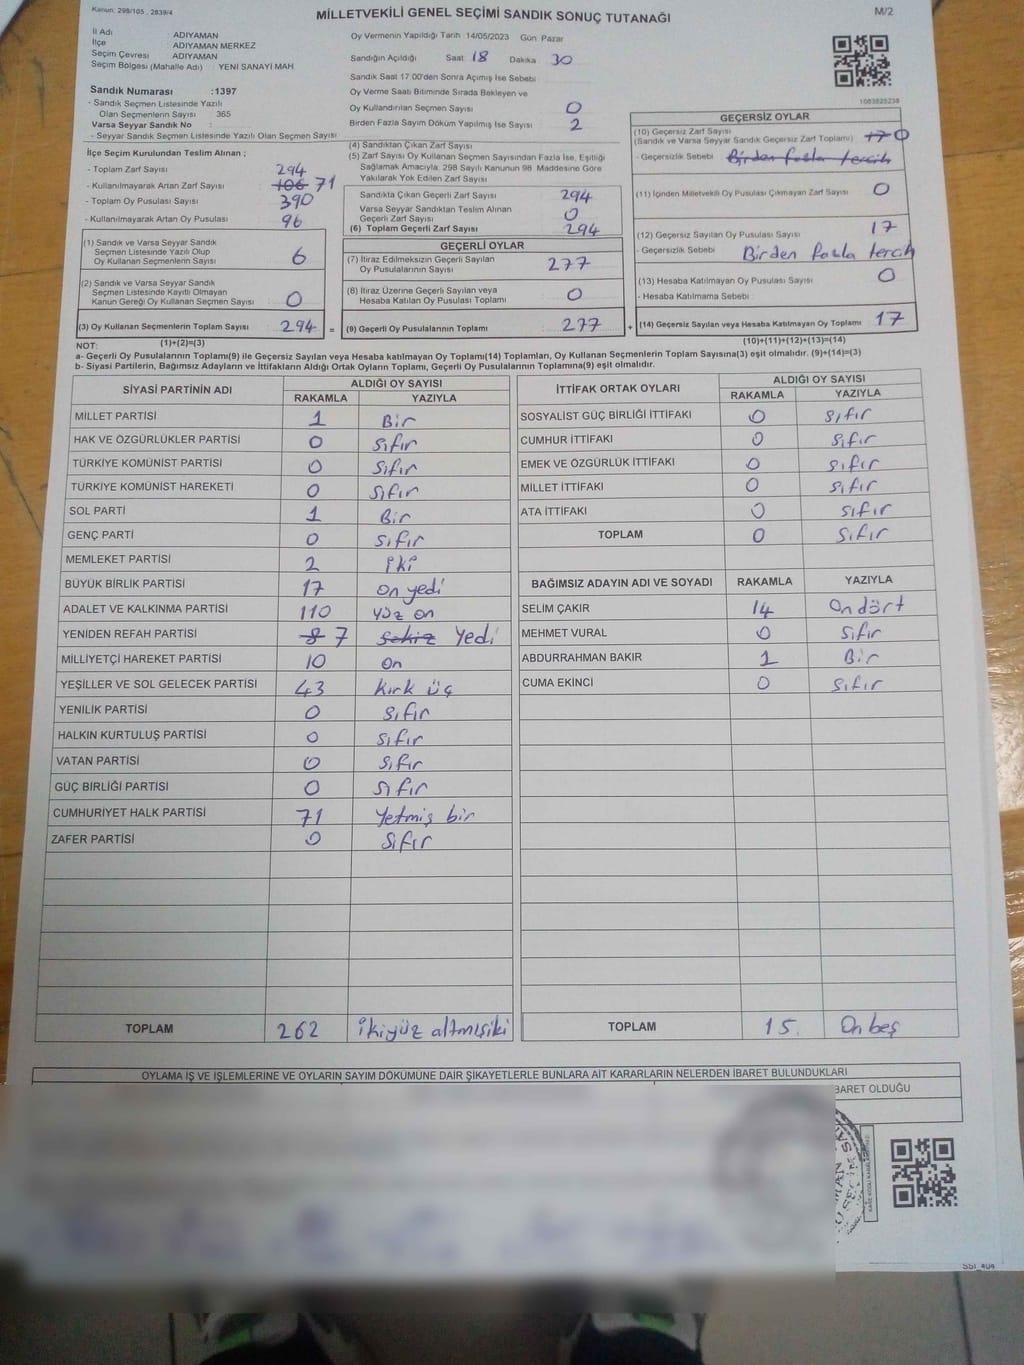 Kanun: 298/105 , 2839/4
MİLLETVEKİLİ GENEL SEÇİMİ SANDIK SONUÇ TUTANAĞI
M/2
İl Adı ADIYAMAN
İlçe ADIYAMAN MERKEZ
Seçim Çevresi ADIYAMAN
Seçim Bölgesi (Mahalle Adı) : YENİ SANAYİ MAH
Sandık Numarası :1397
- Sandık Seçmen Listesinde Yazılı
Olan Seçmenlerin Sayısı : 365
Varsa Seyyar Sandık No :
- Seyyar Sandık Seçmen Listesinde Yazılı Olan Seçmen Sayısı :
Oy Vermenin Yapıldığı Tarih :14/05/2023 Gün Pazar
Sandığın Açıldığı Saat 18 Dakika 30
Sandık Saat 17.00'den Sonra Açımış İse Sebebi
Oy Verme Saati Bitiminde Sırada Bekleyen ve
Oy Kullandırılan Seçmen Sayısı 0
Birden Fazla Sayım Döküm Yapılmış İse Sayısı 2
1083825238
İlçe Seçim Kurulundan Teslim Alınan ;
- Toplam Zarf Sayısı 294
- Kullanılmayarak Artan Zarf Sayısı : 106 71
- Toplam Oy Pusulası Sayısı : 390
- Kullanılmayarak Artan Oy Pusulası 96
(4) Sandıktan Çıkan Zarf Sayısı
(5) Zarf Sayısı Oy Kullanan Seçmen Sayısından Fazla İse, Eşitliği
Sağlamak Amacıyla, 298 Sayılı Kanunun 98. Maddesine Göre
Yakılarak Yok Edilen Zarf Sayısı
Sandıkta Çıkan Geçerli Zarf Sayısı 294
Varsa Seyyar Sandıktan Teslim Alınan
Geçerli Zarf Sayısı 0
(6) Toplam Geçerli Zarf Sayısı 294
GEÇERSİZ OYLAR
(10) Geçersiz Zarf Sayısı
(Sandık ve Varsa Seyyar Sandık Geçersiz Zarf Toplamı) 17 0
- Geçersizlik Sebebi : Birden fazla tercih
(11) İçinden Milletvekili Oy Pusulası Çıkmayan Zarf Sayısı 0
(12) Geçersiz Sayılan Oy Pusulası Sayısı 17
- Geçersizlik Sebebi : Birden fazla tercih
(13) Hesaba Katılmayan Oy Pusulası Sayısı 0
- Hesaba Katılmama Sebebi :
(1) Sandık ve Varsa Seyyar Sandık
Seçmen Listesinde Yazılı Olup
Oy Kullanan Seçmenlerin Sayısı : 6
(2) Sandık ve Varsa Seyyar Sandık
Seçmen Listesinde Kayıtlı Olmayan
Kanun Gereği Oy Kullanan Seçmen Sayısı : 0
GEÇERLİ OYLAR
(7) İtiraz Edilmeksizin Geçerli Sayılan
Oy Pusulalarının Sayısı : 277
(8) İtiraz Üzerine Geçerli Sayılan veya
Hesaba Katılan Oy Pusulası Toplamı : 0
(3) Oy Kullanan Seçmenlerin Toplam Sayısı : 294 = (9) Geçerli Oy Pusulalarının Toplamı : 277 + (14) Geçersiz Sayılan veya Hesaba Katılmayan Oy Toplamı : 17
NOT: (1)+(2)=(3) (10)+(11)+(12)+(13)=(14)
a- Geçerli Oy Pusulalarının Toplamı(9) ile Geçersiz Sayılan veya Hesaba katılmayan Oy Toplamı(14) Toplamları, Oy Kullanan Seçmenlerin Toplam Sayısına(3) eşit olmalıdır. (9)+(14)=(3)
b- Siyasi Partilerin, Bağımsız Adayların ve İttifakların Aldığı Ortak Oyların Toplamı, Geçerli Oy Pusulalarının Toplamına(9) eşit olmalıdır.
SİYASİ PARTİNİN ADI ALDIĞI OY SAYISI
RAKAMLA YAZIYLA
MİLLET PARTİSİ 1 Bir
HAK VE ÖZGÜRLÜKLER PARTİSİ 0 Sıfır
TÜRKİYE KOMÜNİST PARTİSİ 0 Sıfır
TÜRKİYE KOMÜNİST HAREKETİ 0 Sıfır
SOL PARTİ 1 Bir
GENÇ PARTİ 0 Sıfır
MEMLEKET PARTİSİ 2 İki
BÜYÜK BİRLİK PARTİSİ 17 On yedi
ADALET VE KALKINMA PARTİSİ 110 Yüz on
YENİDEN REFAH PARTİSİ 8 7 Sekiz Yedi
MİLLİYETÇİ HAREKET PARTİSİ 10 On
YEŞİLLER VE SOL GELECEK PARTİSİ 43 Kırk üç
YENİLİK PARTİSİ 0 Sıfır
HALKIN KURTULUŞ PARTİSİ 0 Sıfır
VATAN PARTİSİ 0 Sıfır
GÜÇ BİRLİĞİ PARTİSİ 0 Sıfır
CUMHURİYET HALK PARTİSİ 71 Yetmiş bir
ZAFER PARTİSİ 0 Sıfır
TOPLAM 262 İkiyüz altmışiki
İTTİFAK ORTAK OYLARI ALDIĞI OY SAYISI
RAKAMLA YAZIYLA
SOSYALİST GÜÇ BİRLİĞİ İTTİFAKI 0 Sıfır
CUMHUR İTTİFAKI 0 Sıfır
EMEK VE ÖZGÜRLÜK İTTİFAKI 0 Sıfır
MİLLET İTTİFAKI 0 Sıfır
ATA İTTİFAKI 0 Sıfır
TOPLAM 0 Sıfır
BAĞIMSIZ ADAYIN ADI VE SOYADI RAKAMLA YAZIYLA
SELİM ÇAKIR 14 On dört
MEHMET VURAL 0 Sıfır
ABDURRAHMAN BAKIR 1 Bir
CUMA EKİNCİ 0 Sıfır
TOPLAM 15. On beş
OYLAMA İŞ VE İŞLEMLERİNE VE OYLARIN SAYIM DÖKÜMÜNE DAİR ŞİKAYETLERLE BUNLARA AİT KARARLARIN NELERDEN İBARET BULUNDUKLARI
BARET OLDUĞU